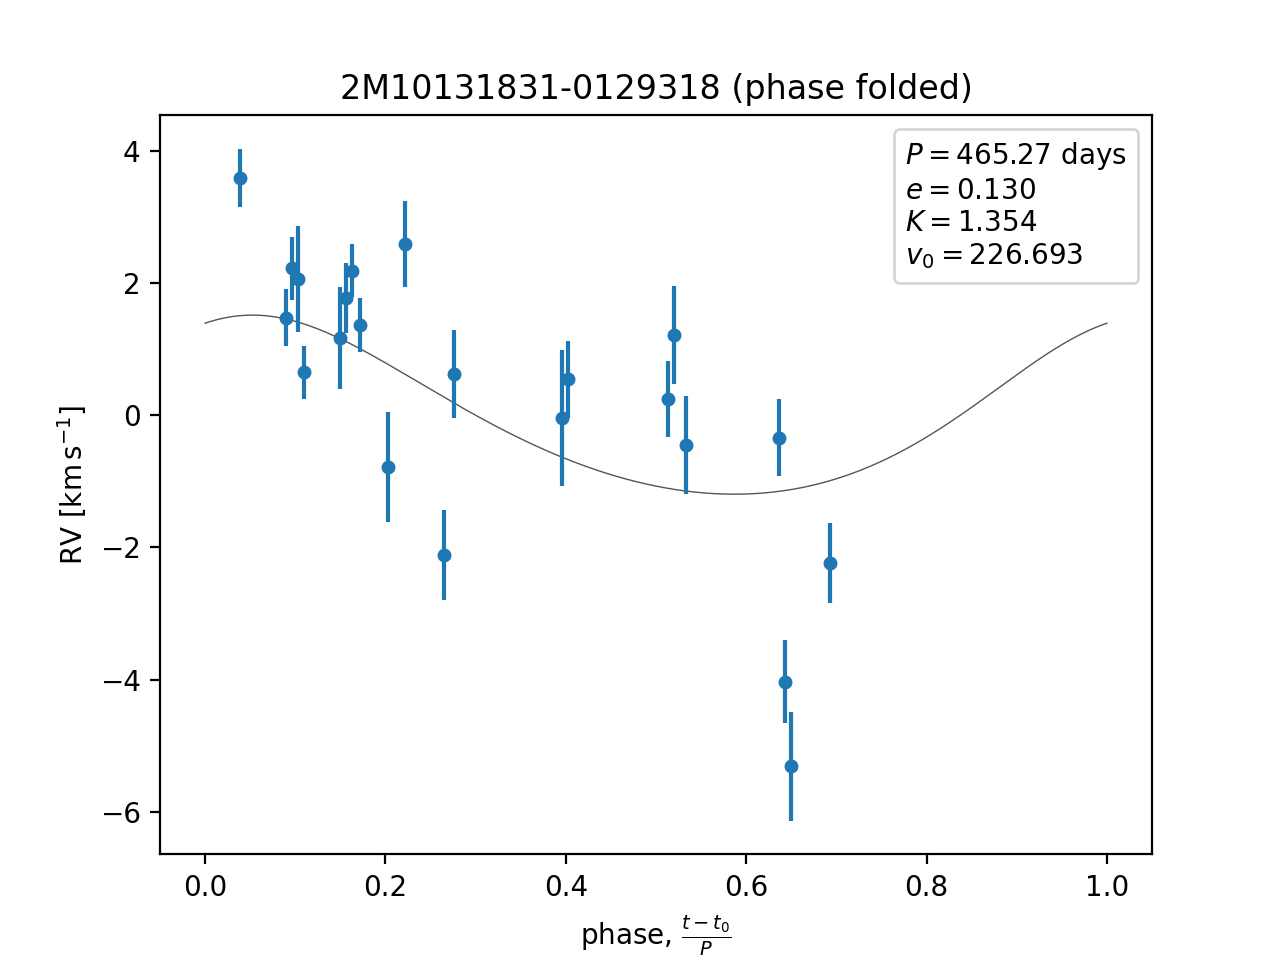 2M10131831-0129318 (phase folded)
P = 465.27 days
e = 0.130
K = 1.354
v₀ = 226.693
4
2
0
−2
−4
−6
RV [km s⁻¹]
0.0 0.2 0.4 0.6 0.8 1.0
phase, (t − t₀)/P